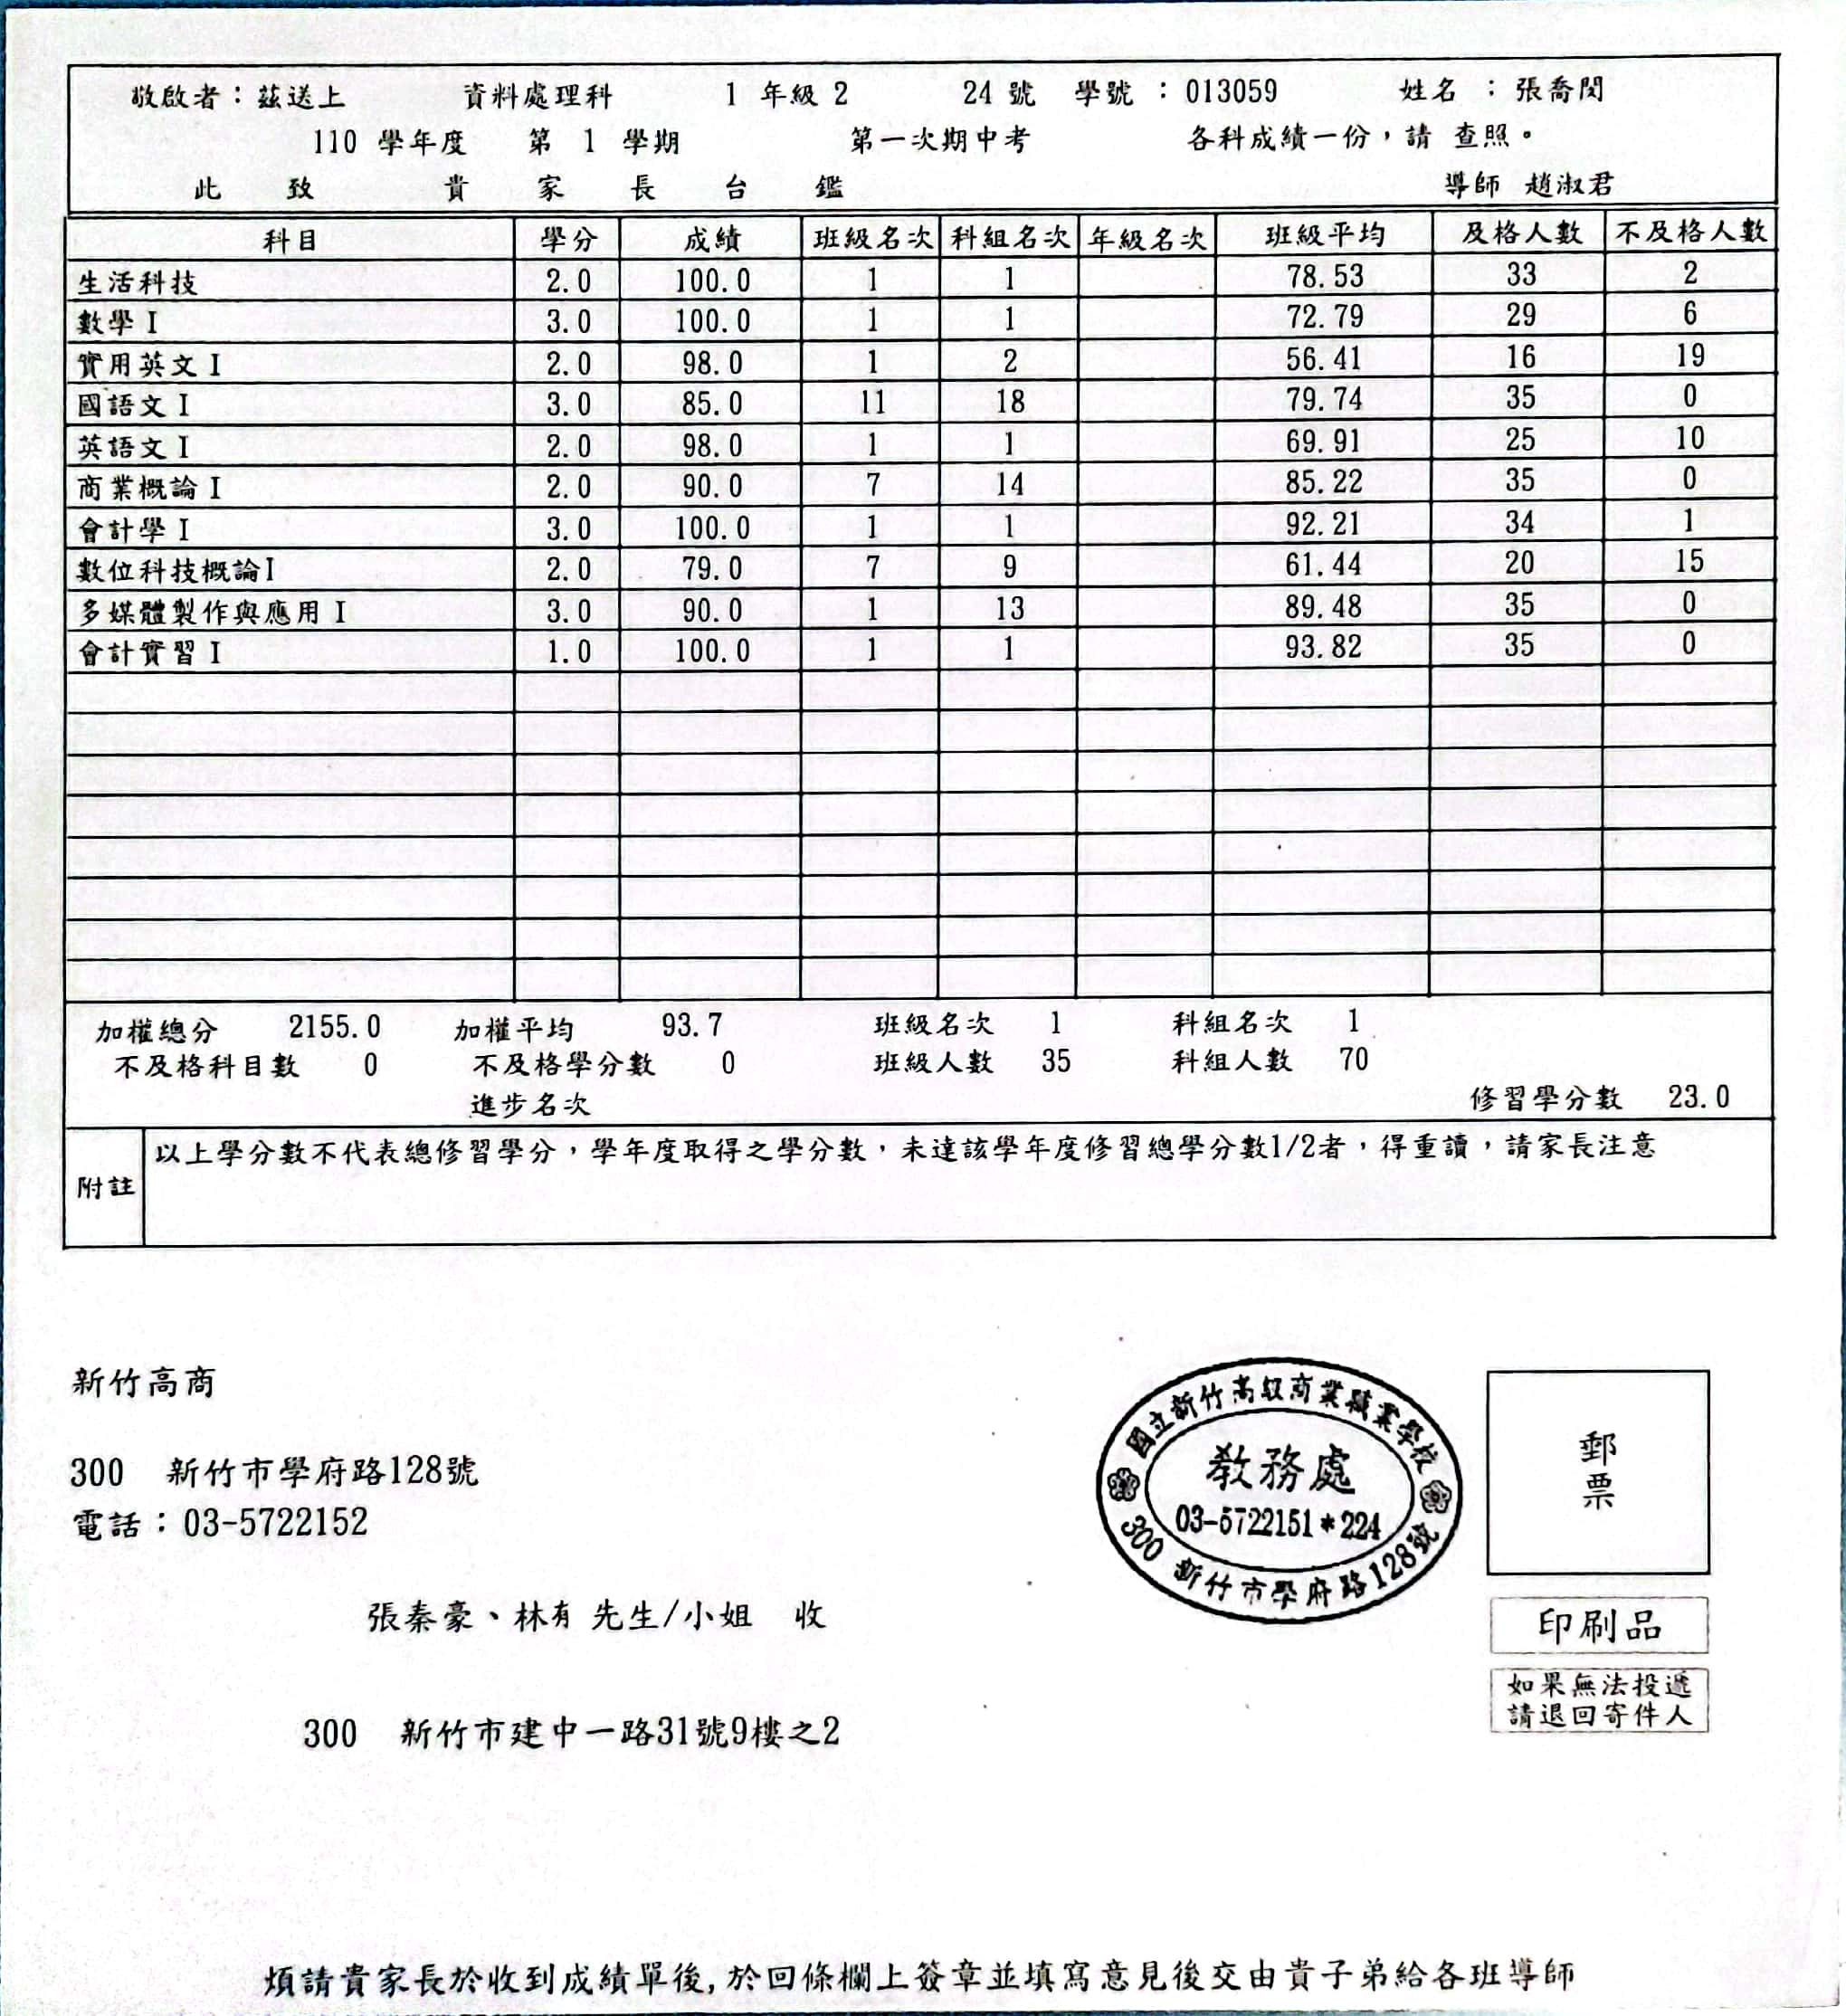 敬啟者：茲送上 資料處理科 1 年級 2 24 號 學號 ：013059 姓名 ：張喬閔
110 學年度 第 1 學期 第一次期中考 各科成績一份，請 查照。
此 致 貴 家 長 台 鑑 導師 趙淑君
科目 學分 成績 班級名次 科組名次 年級名次 班級平均 及格人數 不及格人數
生活科技 2.0 100.0 1 1 78.53 33 2
數學Ⅰ 3.0 100.0 1 1 72.79 29 6
實用英文Ⅰ 2.0 98.0 1 2 56.41 16 19
國語文Ⅰ 3.0 85.0 11 18 79.74 35 0
英語文Ⅰ 2.0 98.0 1 1 69.91 25 10
商業概論Ⅰ 2.0 90.0 7 14 85.22 35 0
會計學Ⅰ 3.0 100.0 1 1 92.21 34 1
數位科技概論Ⅰ 2.0 79.0 7 9 61.44 20 15
多媒體製作與應用Ⅰ 3.0 90.0 1 13 89.48 35 0
會計實習Ⅰ 1.0 100.0 1 1 93.82 35 0
加權總分 2155.0 加權平均 93.7 班級名次 1 科組名次 1
不及格科目數 0 不及格學分數 0 班級人數 35 科組人數 70
進步名次 修習學分數 23.0
附註 以上學分數不代表總修習學分，學年度取得之學分數，未達該學年度修習總學分數1/2者，得重讀，請家長注意
新竹高商
300 新竹市學府路128號
電話：03-5722152
國立新竹高級商業職業學校
教務處
03-5722151*224
300 新竹市學府路128號
郵票
印刷品
如果無法投遞
請退回寄件人
張秦豪、林有 先生/小姐 收
300 新竹市建中一路31號9樓之2
煩請貴家長於收到成績單後,於回條欄上簽章並填寫意見後交由貴子弟給各班導師